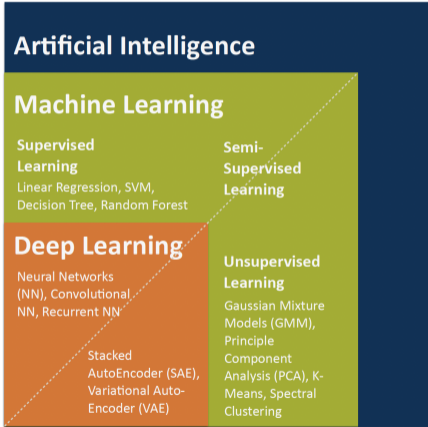 Artificial Intelligence
Machine Learning
Supervised
Learning
Linear Regression, SVM,
Decision Tree, Random Forest
Semi-
Supervised
Learning
Deep Learning
Neural Networks
(NN), Convolutional
NN, Recurrent NN
Stacked
AutoEncoder (SAE),
Variational Auto-
Encoder (VAE)
Unsupervised
Learning
Gaussian Mixture
Models (GMM),
Principle
Component
Analysis (PCA), K-
Means, Spectral
Clustering